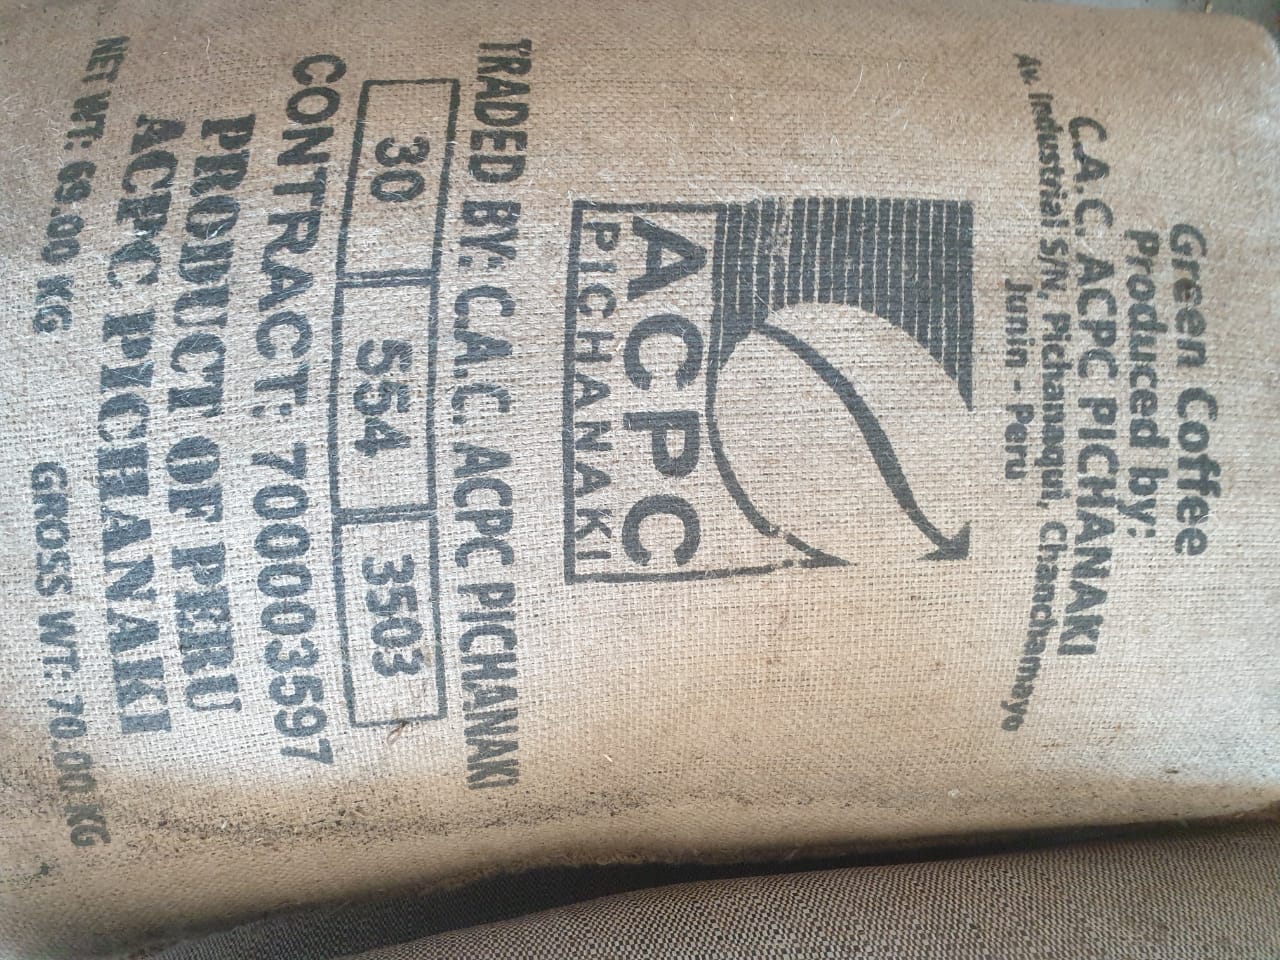 Green Coffee
Produced by:
C.A.C. ACPC PICHANAKI
Av. Industrial S/N, Pichanaqui, Chanchamayo
Junin - Peru
ACPC
PICHANAKI
TRADED BY: C.A.C. ACPC PICHANAKI
30 554 3503
CONTRACT: 7000003597
PRODUCT OF PERU
ACPC PICHANAKI
NET WT: 69.00 KG GROSS WT: 70.00 KG